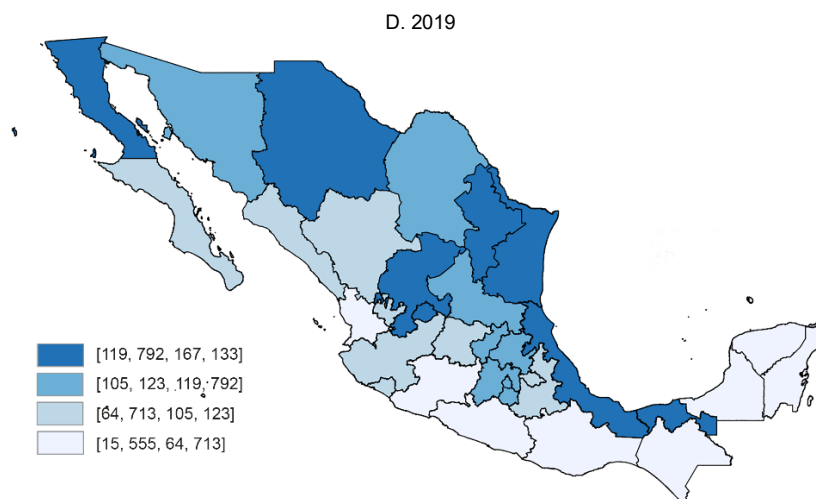 D. 2019
[119, 792, 167, 133]
[105, 123, 119, 792]
[64, 713, 105, 123]
[15, 555, 64, 713]